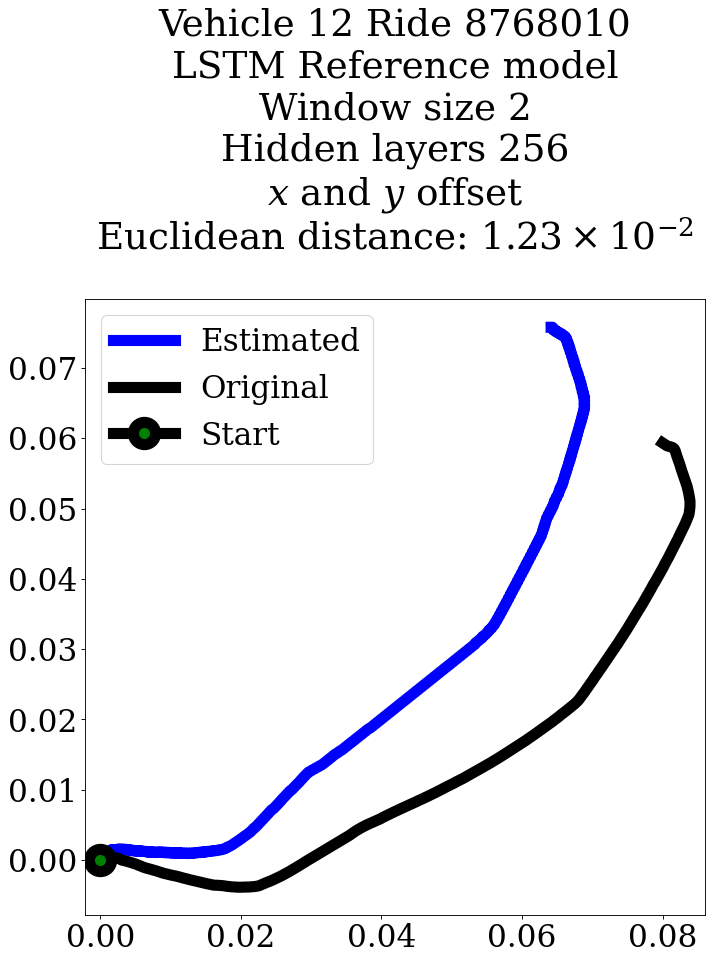 Vehicle 12 Ride 8768010
LSTM Reference model
Window size 2
Hidden layers 256
x and y offset
Euclidean distance: 1.23 × 10⁻²
Estimated
Original
Start
0.07
0.06
0.05
0.04
0.03
0.02
0.01
0.00
0.00 0.02 0.04 0.06 0.08